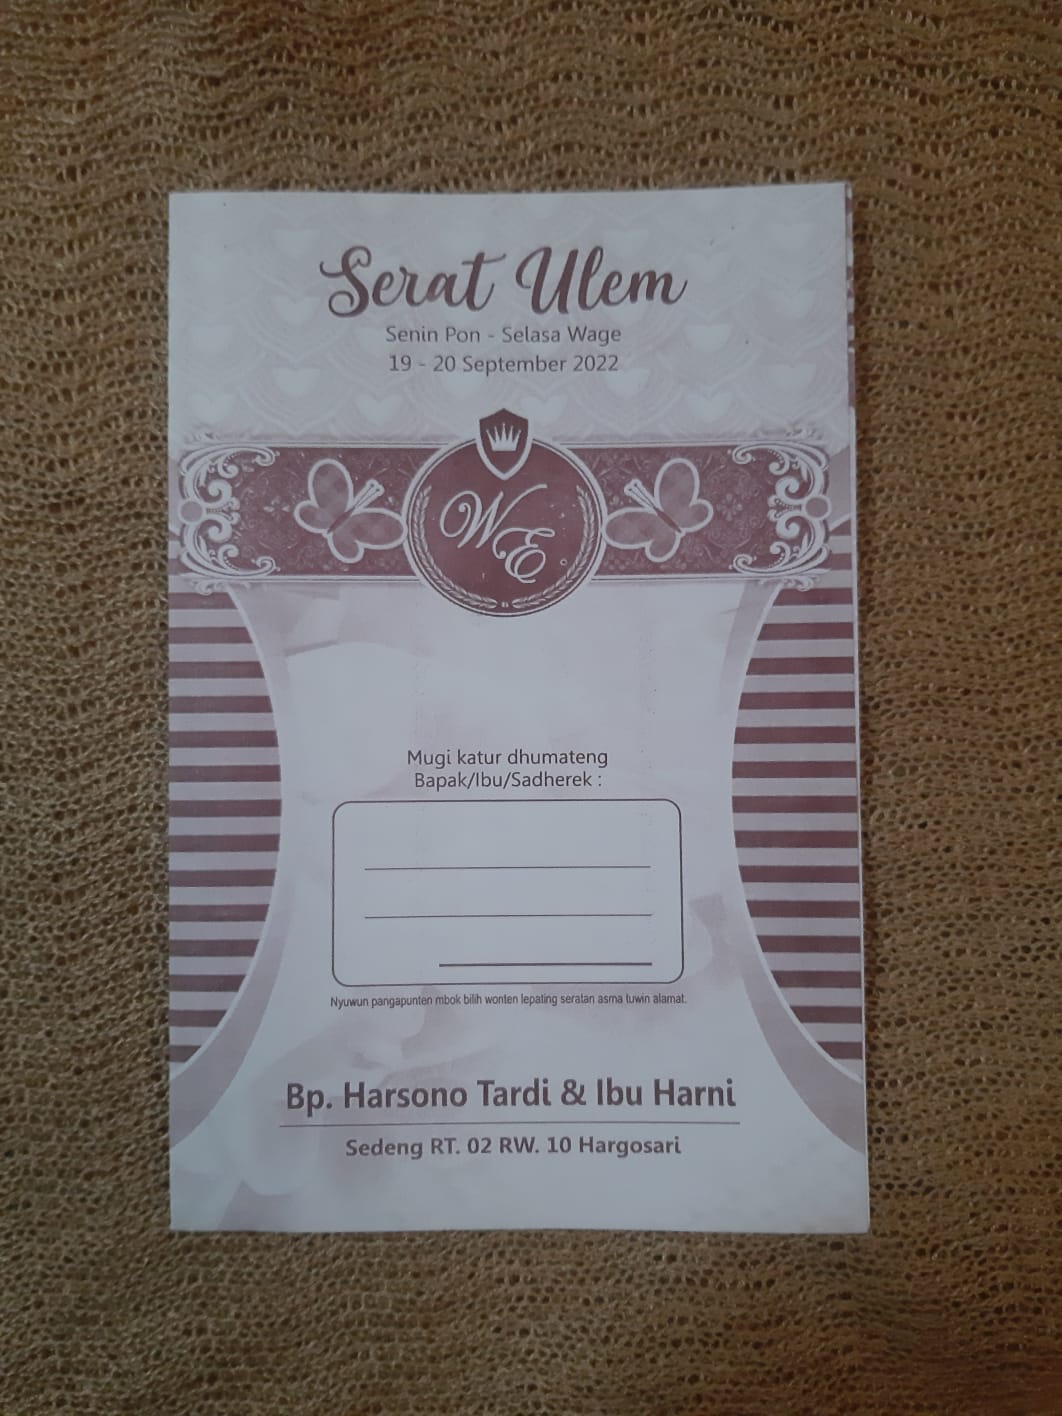 Serat Ulem
Senin Pon - Selasa Wage
19 - 20 September 2022
WE
Mugi katur dhumateng
Bapak/Ibu/Sadherek :
Nyuwun pangapunten mbok bilih wonten lepating seratan asma tuwin alamat.
Bp. Harsono Tardi & Ibu Harni
Sedeng RT. 02 RW. 10 Hargosari